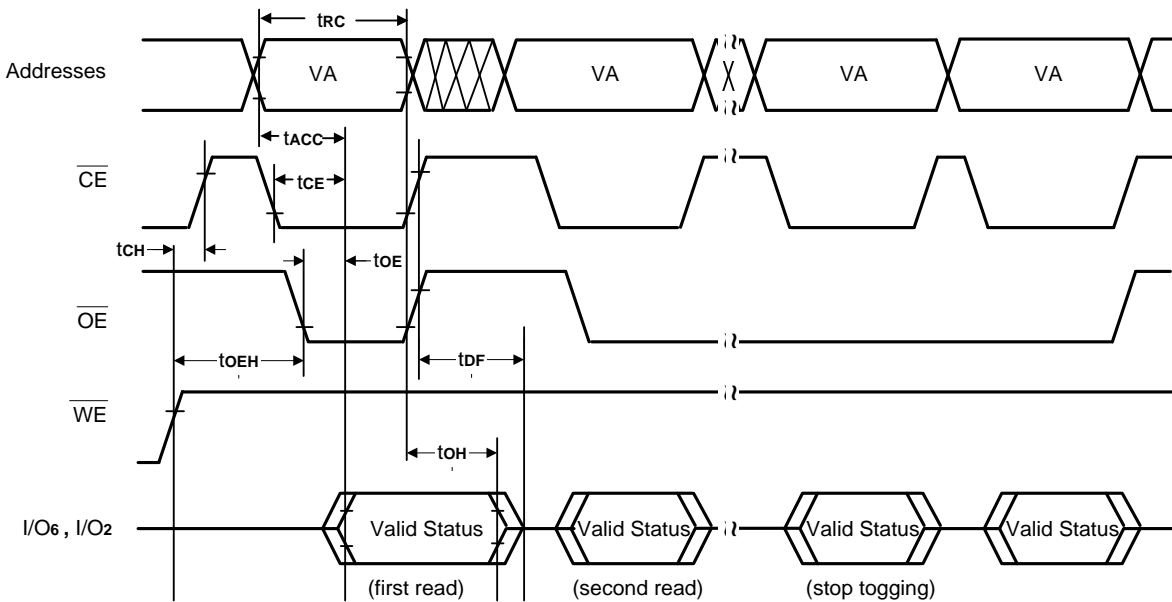 tRC
Addresses VA VA VA VA
tACC
CE tCE
tCH tOE
OE
tOEH tDF
WE
tOH
I/O6 , I/O2 Valid Status Valid Status Valid Status Valid Status
(first read) (second read) (stop togging)